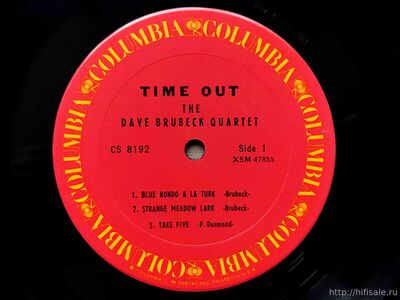 COLUMBIA COLUMBIA COLUMBIA COLUMBIA COLUMBIA COLUMBIA
TIME OUT
THE
DAVE BRUBECK QUARTET
CS 8192 Side 1
XSM 47855
1. BLUE RONDO A LA TURK -Brubeck-
2. STRANGE MEADOW LARK -Brubeck-
3. TAKE FIVE -P. Desmond-
http://hifisale.ru